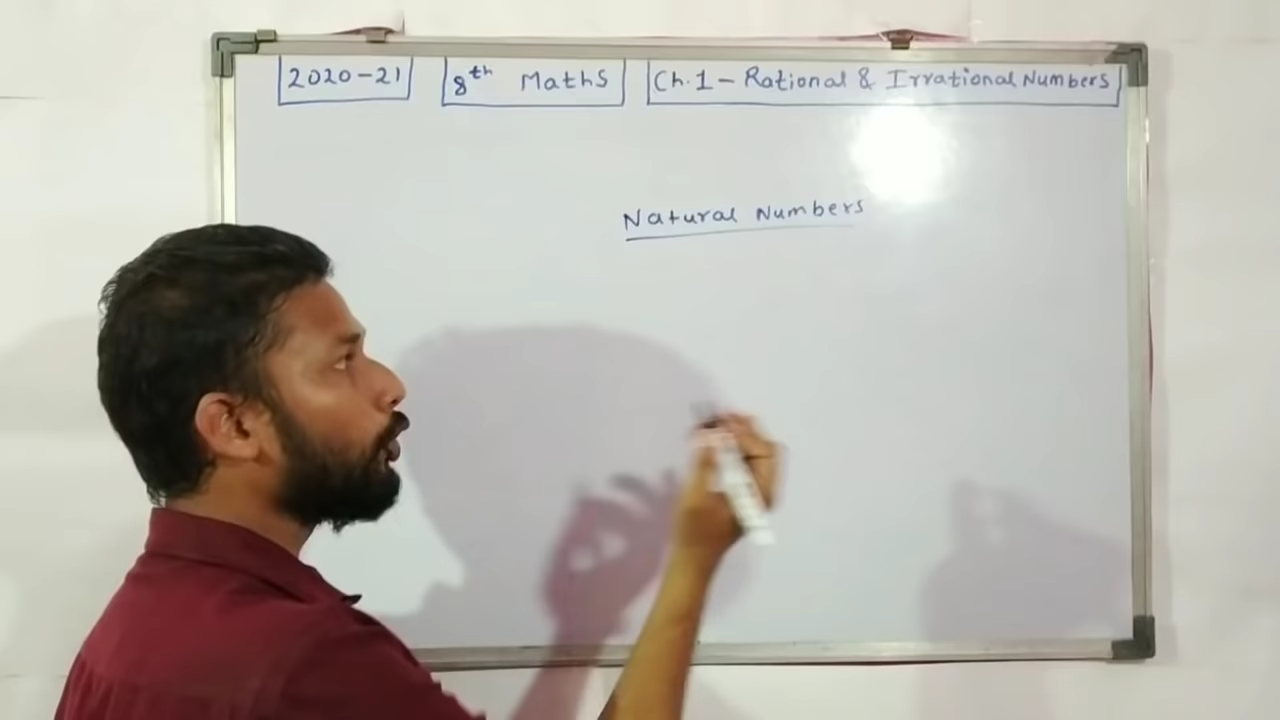 2020-21 8th Maths Ch.1 - Rational & Irrational Numbers
Natural Numbers